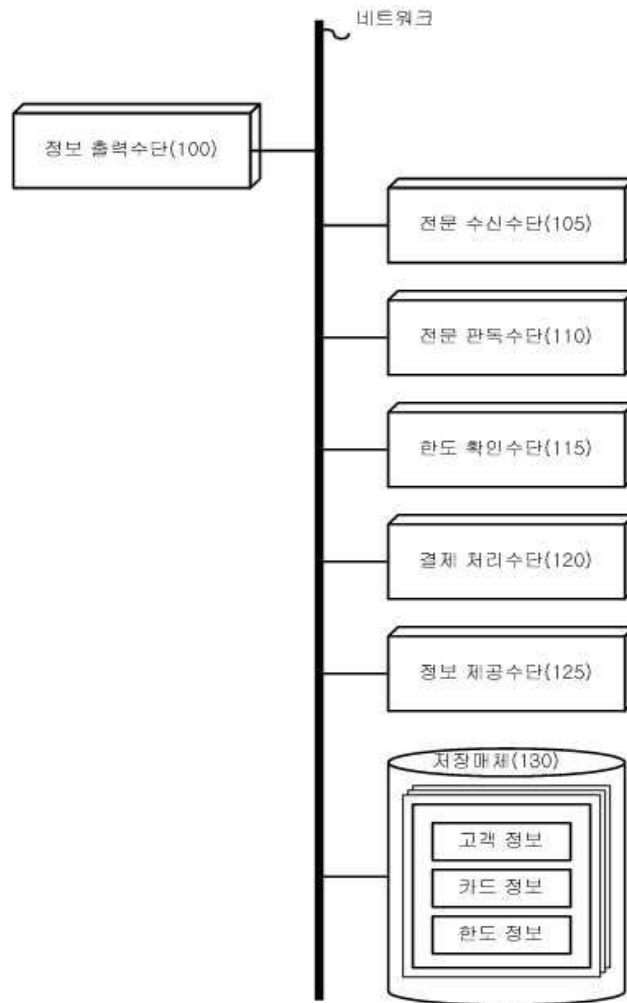 네트워크
정보 출력수단(100)
전문 수신수단(105)
전문 판독수단(110)
한도 확인수단(115)
결제 처리수단(120)
정보 제공수단(125)
저장매체(130)
고객 정보
카드 정보
한도 정보